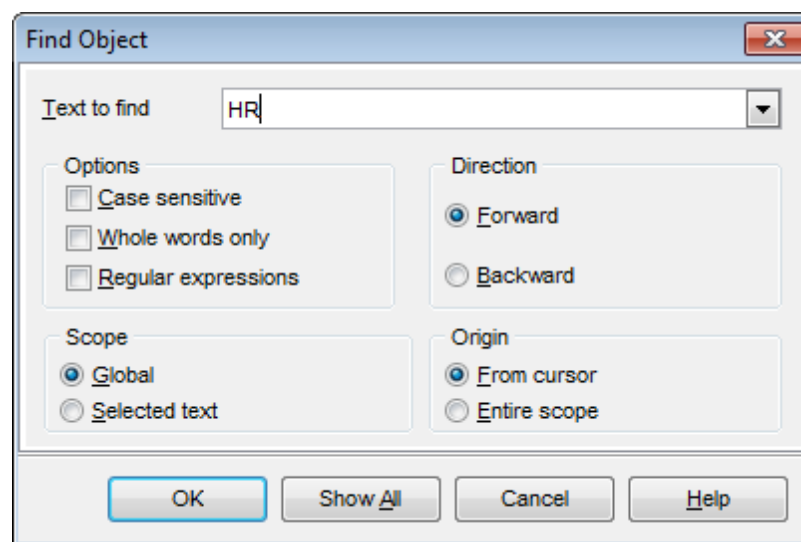 Find Object
Text to find HR
Options
Case sensitive
Whole words only
Regular expressions
Direction
Forward
Backward
Scope
Global
Selected text
Origin
From cursor
Entire scope
OK Show All Cancel Help